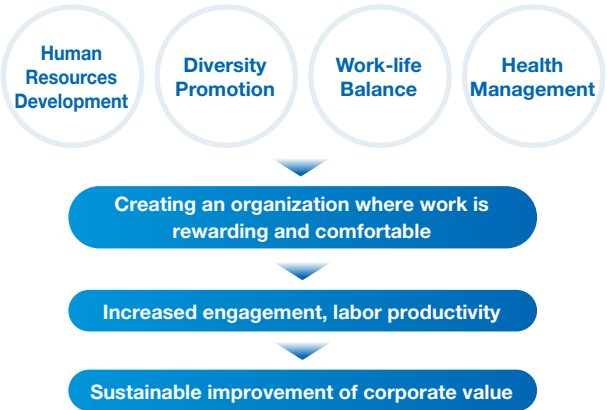 Human
Resources
Development
Diversity
Promotion
Work-life
Balance
Health
Management
Creating an organization where work is
rewarding and comfortable
Increased engagement, labor productivity
Sustainable improvement of corporate value